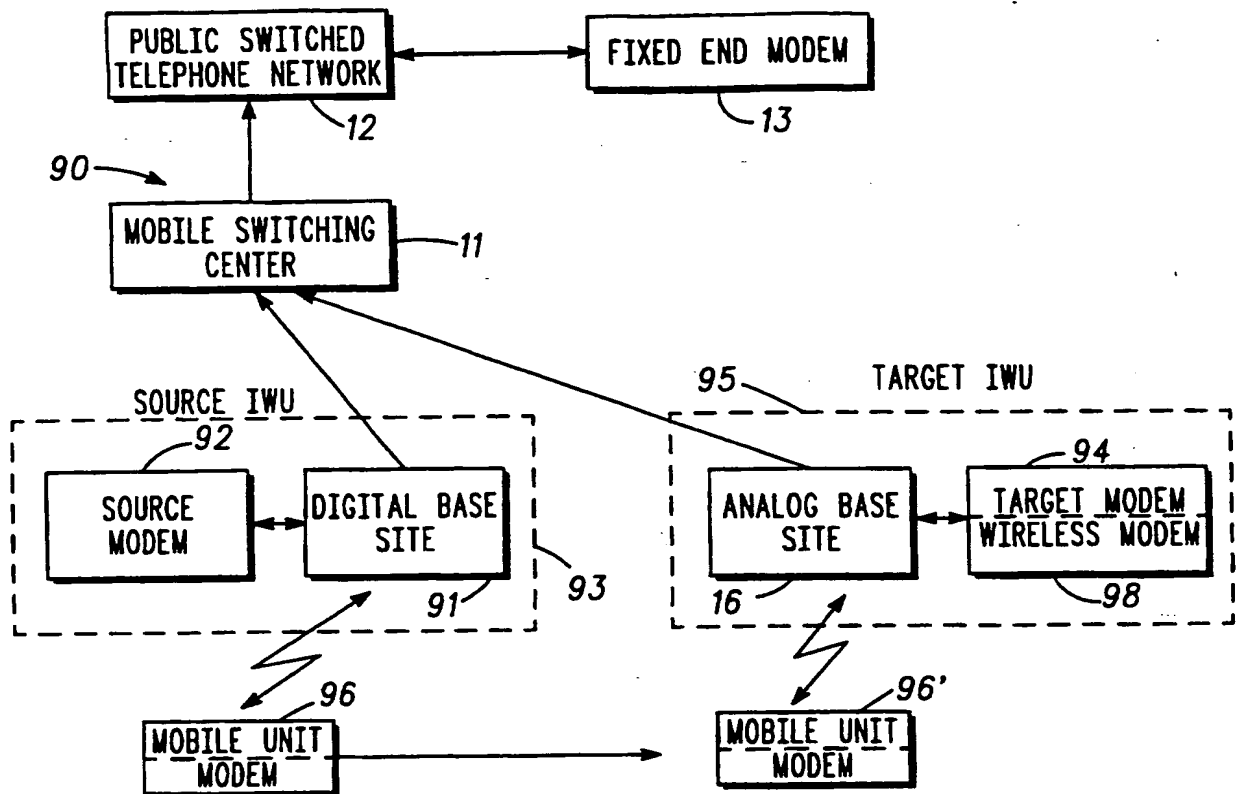 PUBLIC SWITCHED
TELEPHONE NETWORK
12
FIXED END MODEM
13
90
MOBILE SWITCHING
CENTER
11
SOURCE IWU
92
SOURCE
MODEM
DIGITAL BASE
SITE
91
93
95
TARGET IWU
ANALOG BASE
SITE
16
94
TARGET MODEM
WIRELESS MODEM
98
96
MOBILE UNIT
MODEM
96'
MOBILE UNIT
MODEM